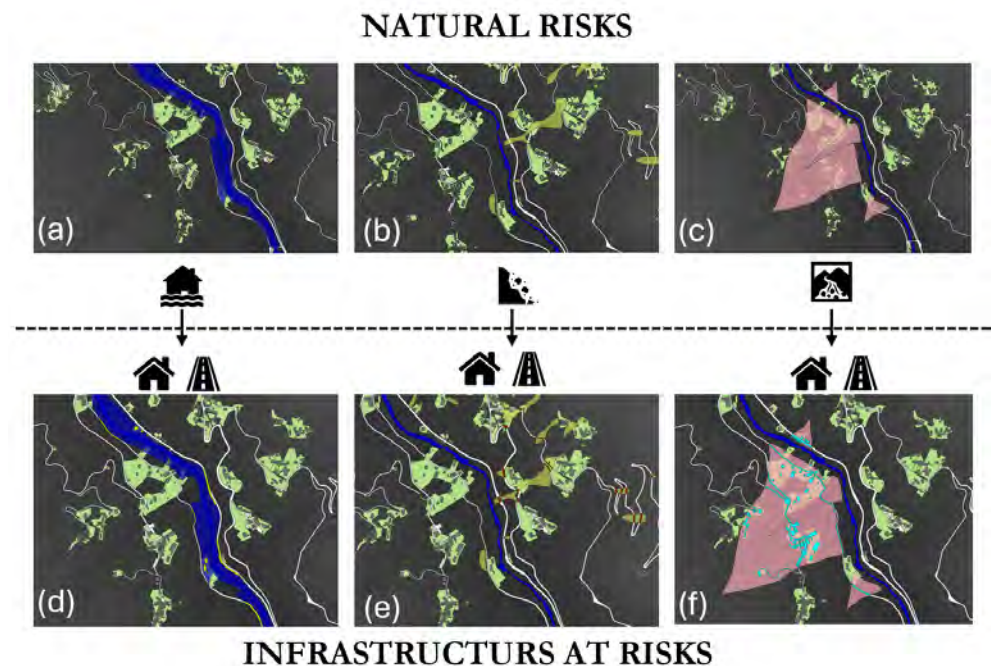 NATURAL RISKS
(a)
(b)
(c)
(d)
(e)
(f)
INFRASTRUCTURS AT RISKS